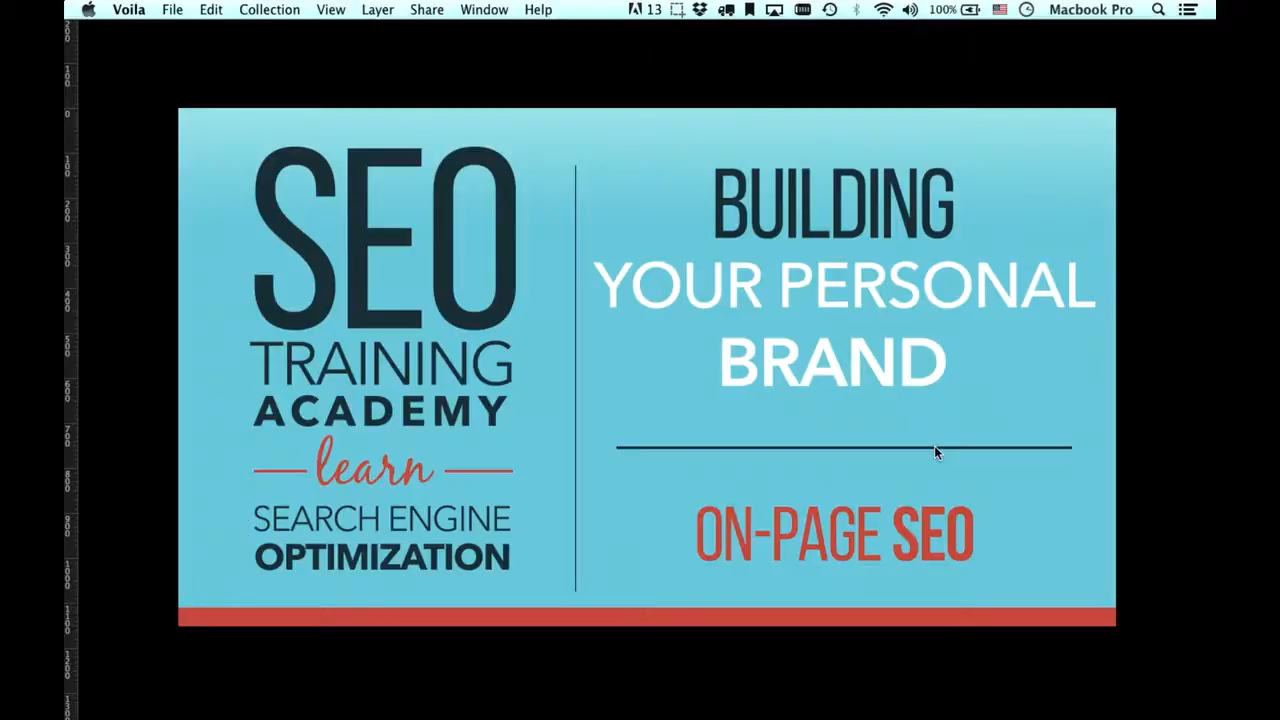 Voila File Edit Collection View Layer Share Window Help 13 100% Macbook Pro
SEO
TRAINING
ACADEMY
learn
SEARCH ENGINE
OPTIMIZATION
BUILDING
YOUR PERSONAL
BRAND
ON-PAGE SEO